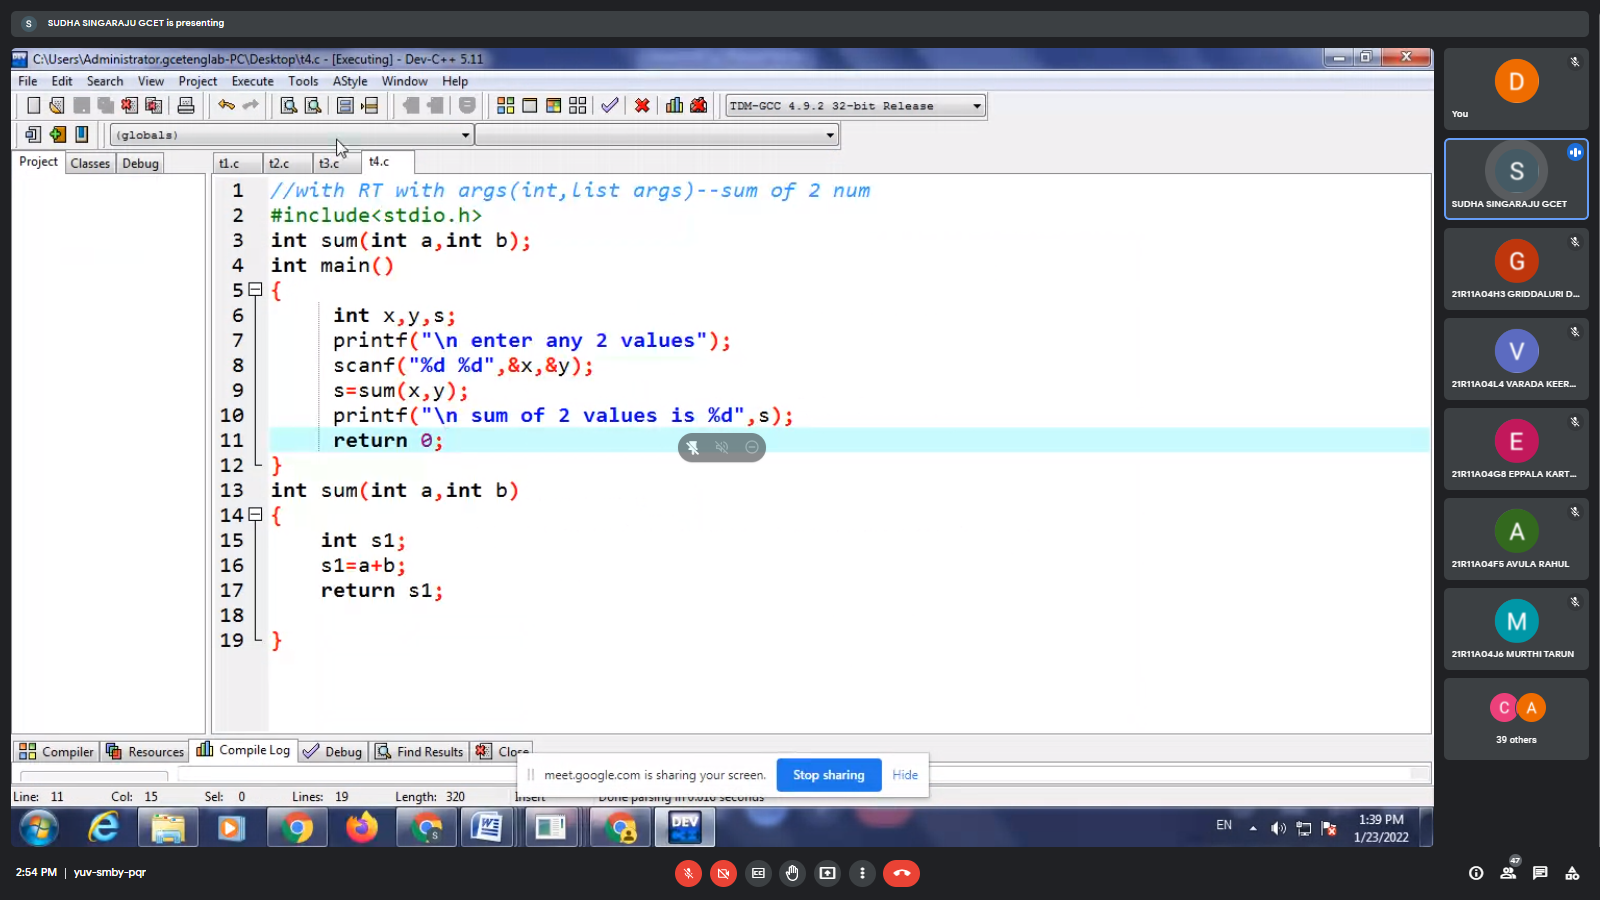 S SUDHA SINGARAJU GCET is presenting
C:\Users\Administrator.gcetenglab-PC\Desktop\t4.c - [Executing] - Dev-C++ 5.11
File Edit Search View Project Execute Tools AStyle Window Help
TDM-GCC 4.9.2 32-bit Release
(globals)
Project Classes Debug
t1.c t2.c t3.c t4.c
1 //with RT with args(int,list args)--sum of 2 num
2 #include<stdio.h>
3 int sum(int a,int b);
4 int main()
5 {
6 int x,y,s;
7 printf("\n enter any 2 values");
8 scanf("%d %d",&x,&y);
9 s=sum(x,y);
10 printf("\n sum of 2 values is %d",s);
11 return 0;
12 }
13 int sum(int a,int b)
14 {
15 int s1;
16 s1=a+b;
17 return s1;
18
19 }
Compiler Resources Compile Log Debug Find Results Close
meet.google.com is sharing your screen. Stop sharing Hide
Line: 11 Col: 15 Sel: 0 Lines: 19 Length: 320 Insert Done parsing in 0.016 seconds
DEV
EN
1:39 PM
1/23/2022
D
You
S
SUDHA SINGARAJU GCET
G
21R11A04H3 GRIDDALURI D...
V
21R11A04L4 VARADA KEER...
E
21R11A04G8 EPPALA KART...
A
21R11A04F5 AVULA RAHUL
M
21R11A04J6 MURTHI TARUN
C A
39 others
2:54 PM | yuv-smby-pqr
47